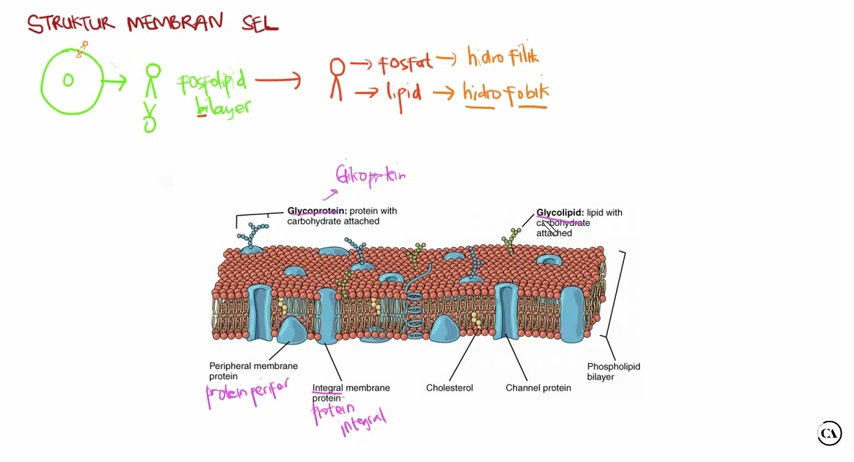 STRUKTUR MEMBRAN SEL
fosfolipid
bilayer
fosfat → hidrofilik
lipid → hidrofobik
Glikoprotein
Glycoprotein: protein with
carbohydrate attached
Glycolipid: lipid with
carbohydrate
attached
Peripheral membrane
protein
protein perifer
Integral membrane
protein
protein
integral
Cholesterol
Channel protein
Phospholipid
bilayer
CA